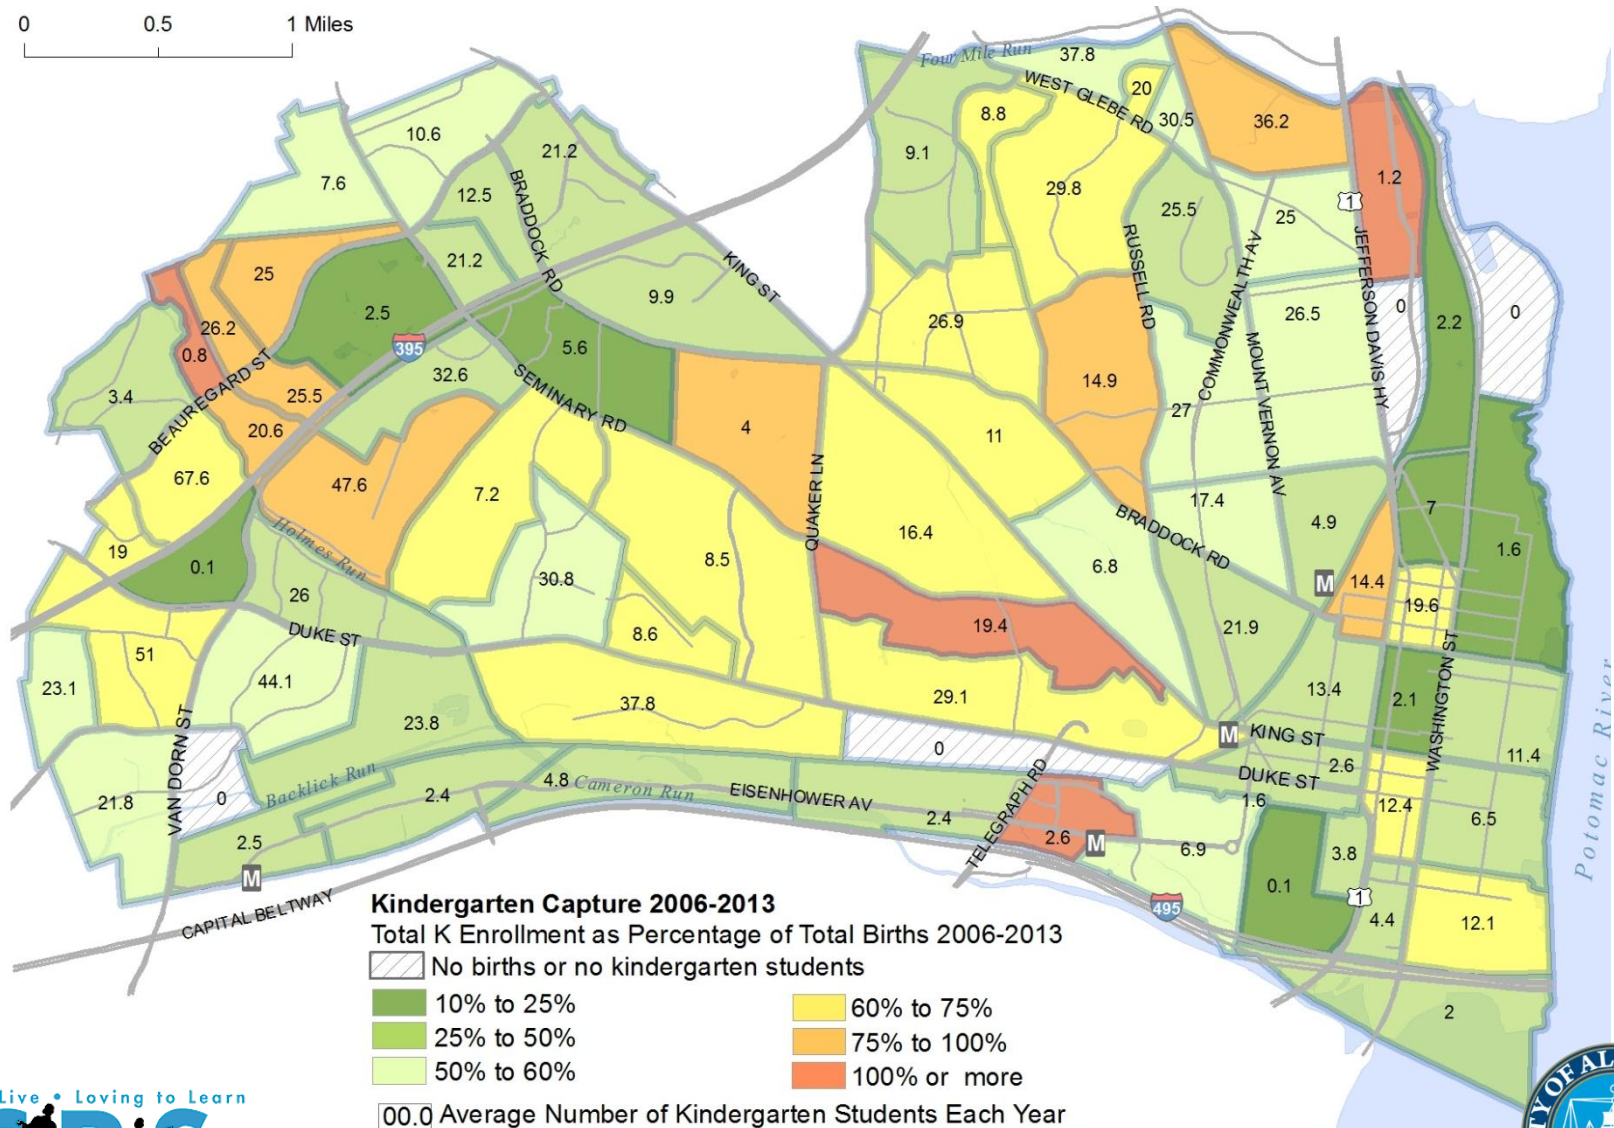 0 0.5 1 Miles
Four Mile Run
37.8
WEST GLEBE RD
20
8.8
30.5
36.2
10.6
21.2
9.1
1.2
7.6
12.5
BRADDOCK RD
29.8
25.5
25
1
JEFFERSON DAVIS HY
21.2
KING ST
RUSSELL RD
COMMONWEALTH AV
25
9.9
26.2
2.5
395
26.9
26.5
0
2.2
0
0.8
5.6
BEAUREGARD ST
32.6
SEMINARY RD
14.9
MOUNT VERNON AV
3.4
25.5
20.6
4
27
11
67.6
47.6
7.2
QUAKER LN
17.4
4.9
7
Holmes Run
16.4
BRADDOCK RD
1.6
19
0.1
8.5
6.8
M
14.4
26
30.8
19.6
DUKE ST
8.6
19.4
21.9
WASHINGTON ST
51
23.1
44.1
29.1
13.4
2.1
Potomac River
VAN DORN ST
23.8
37.8
M
KING ST
0
11.4
Backlick Run
4.8
Cameron Run
EISENHOWER AV
TELEGRAPH RD
DUKE ST
2.6
21.8
0
2.4
2.4
1.6
12.4
6.5
2.5
2.6
M
6.9
3.8
M
0.1
1
CAPITAL BELTWAY
495
4.4
12.1
2
Kindergarten Capture 2006-2013
Total K Enrollment as Percentage of Total Births 2006-2013
No births or no kindergarten students
10% to 25%
25% to 50%
50% to 60%
60% to 75%
75% to 100%
100% or more
00.0 Average Number of Kindergarten Students Each Year
Live • Loving to Learn